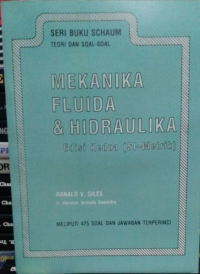 SERI BUKU SCHAUM
TEORI DAN SOAL-SOAL
MEKANIKA
FLUIDA
& HIDRAULIKA
Edisi Kedua (SI-Metrik)
RANALD V. GILES
MELIPUTI 475 SOAL DAN JAWABAN TERPERINCI